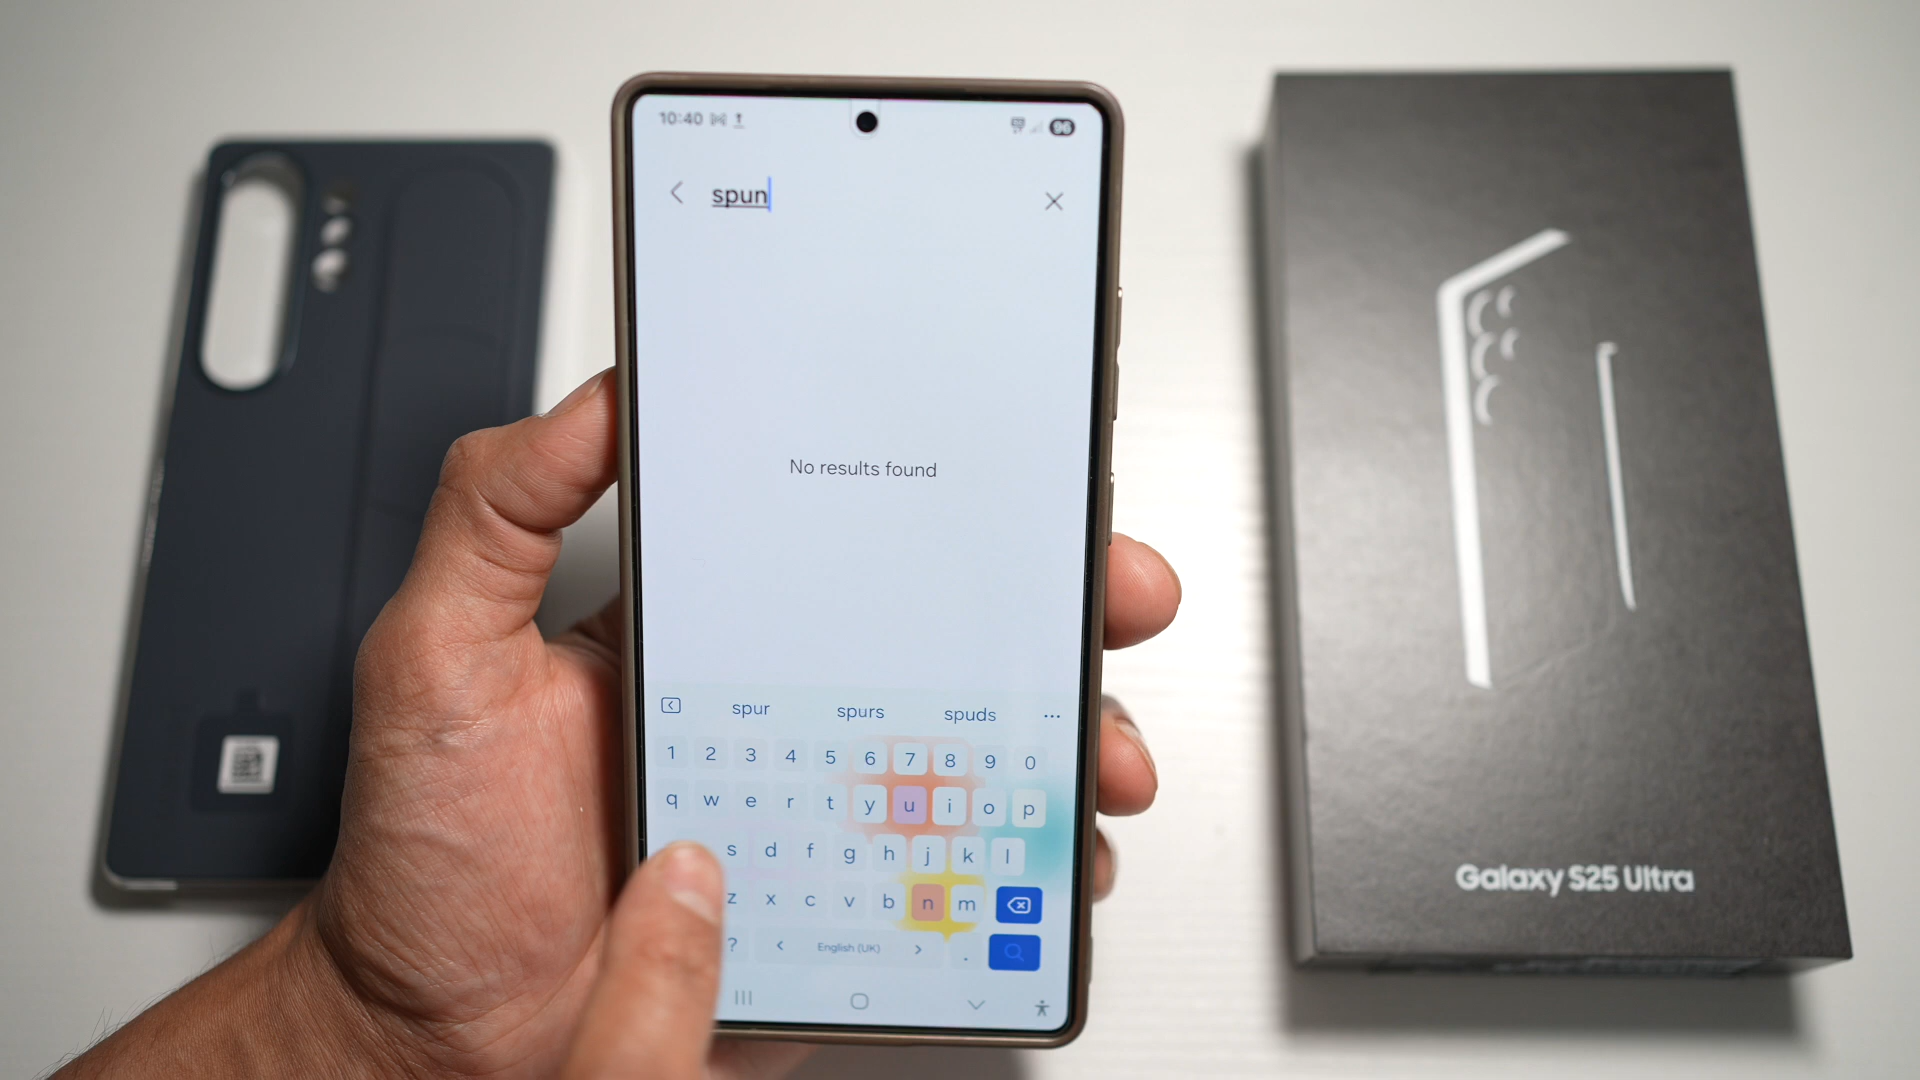 10:40
96
spun
No results found
spur spurs spuds ...
1 2 3 4 5 6 7 8 9 0
q w e r t y u i o p
s d f g h j k l
z x c v b n m
? < English (UK) > .
Galaxy S25 Ultra